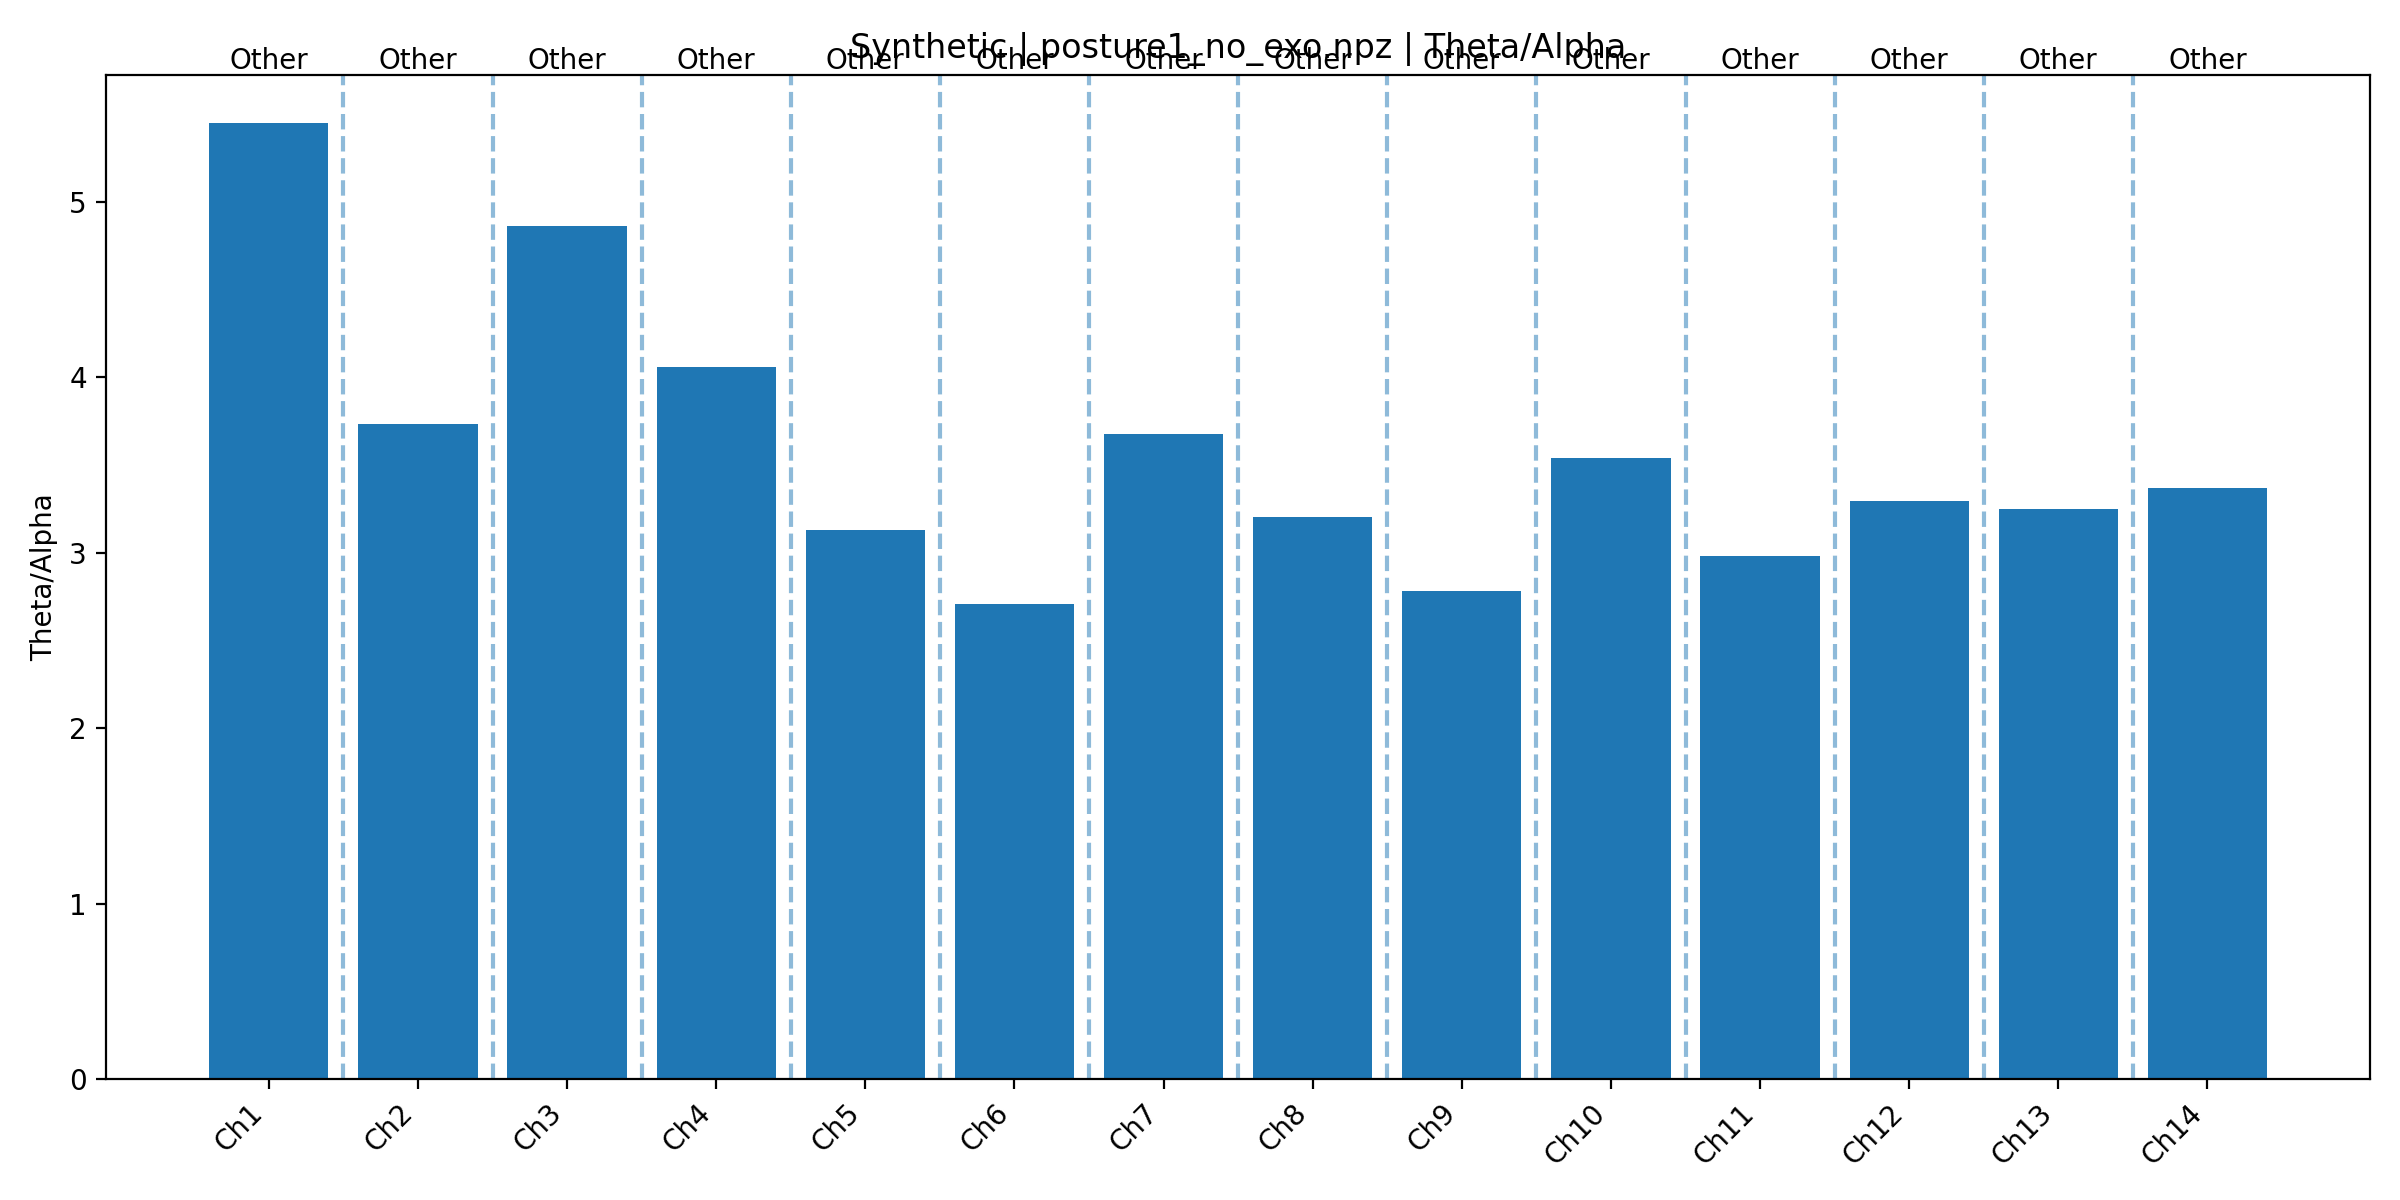 Synthetic | posture1_no_exo.npz | Theta/Alpha
Other Other Other Other Other Other Other Other Other Other Other Other Other Other
5
4
3
2
1
0
Theta/Alpha
Ch1 Ch2 Ch3 Ch4 Ch5 Ch6 Ch7 Ch8 Ch9 Ch10 Ch11 Ch12 Ch13 Ch14